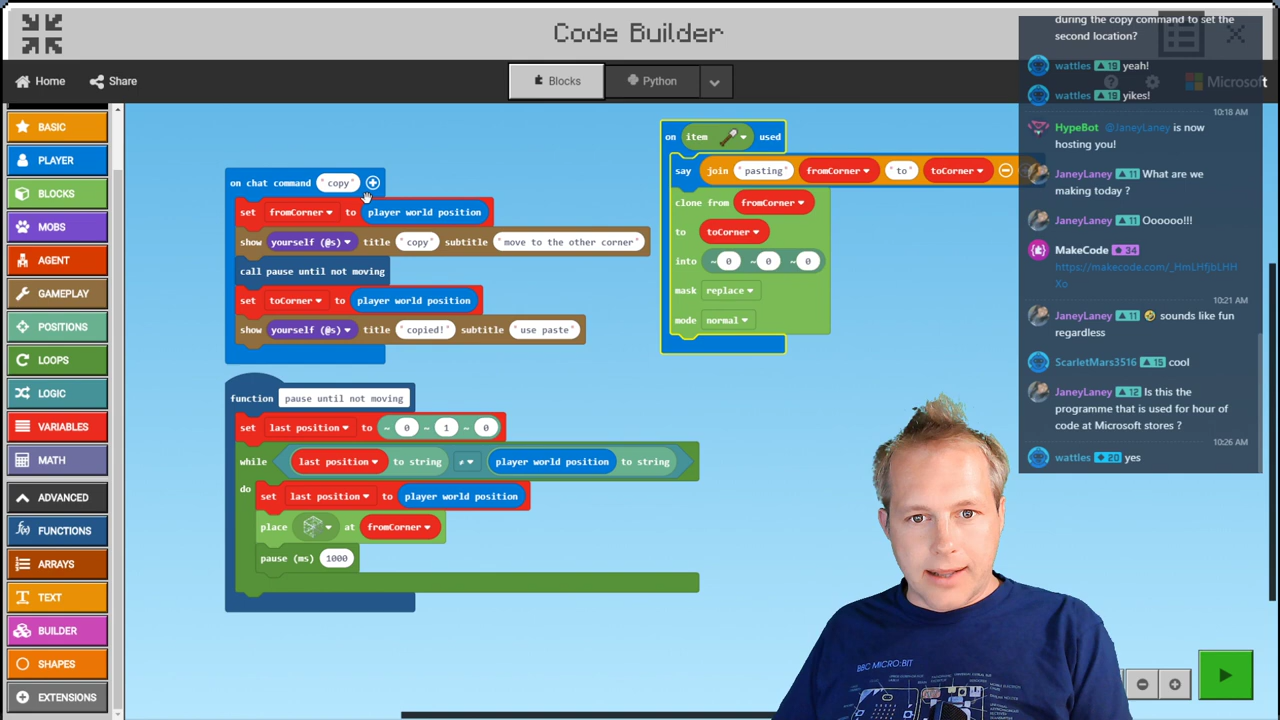 Code Builder
Home
Share
Blocks
Python
Microsoft
BASIC
PLAYER
BLOCKS
MOBS
AGENT
GAMEPLAY
POSITIONS
LOOPS
LOGIC
VARIABLES
MATH
ADVANCED
FUNCTIONS
ARRAYS
TEXT
BUILDER
SHAPES
EXTENSIONS
on chat command "copy"
set fromCorner to player world position
show yourself (@s) title "copy" subtitle "move to the other corner"
call pause until not moving
set toCorner to player world position
show yourself (@s) title "copied!" subtitle "use paste"
function pause until not moving
set last position to ~ 0 ~ 1 ~ 0
while last position to string ≠ player world position to string
do set last position to player world position
place at fromCorner
pause (ms) 1000
on item used
say join "pasting" fromCorner "to" toCorner
clone from fromCorner
to toCorner
into ~ 0 ~ 0 ~ 0
mask replace
mode normal
during the copy command to set the
second location?
wattles 19 yeah!
wattles 19 yikes!
10:18 AM
HypeBot @JaneyLaney is now
hosting you!
JaneyLaney 11 What are we
making today ?
JaneyLaney 11 Oooooo!!!
MakeCode 34
https://makecode.com/_HmLHfjbLHH
Xo
10:21 AM
JaneyLaney 11 🤣 sounds like fun
regardless
ScarletMars3516 15 cool
JaneyLaney 12 Is this the
programme that is used for hour of
code at Microsoft stores ?
10:26 AM
wattles 20 yes
BBC MICRO:BIT